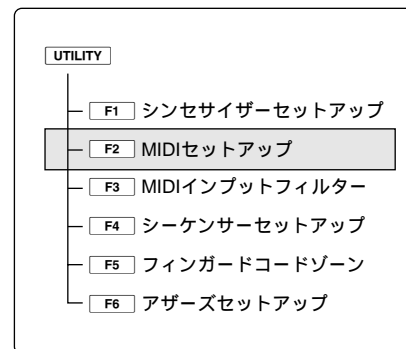 UTILITY
F1 シンセサイザーセットアップ
F2 MIDIセットアップ
F3 MIDIインプットフィルター
F4 シーケンサーセットアップ
F5 フィンガードコードゾーン
F6 アザーズセットアップ